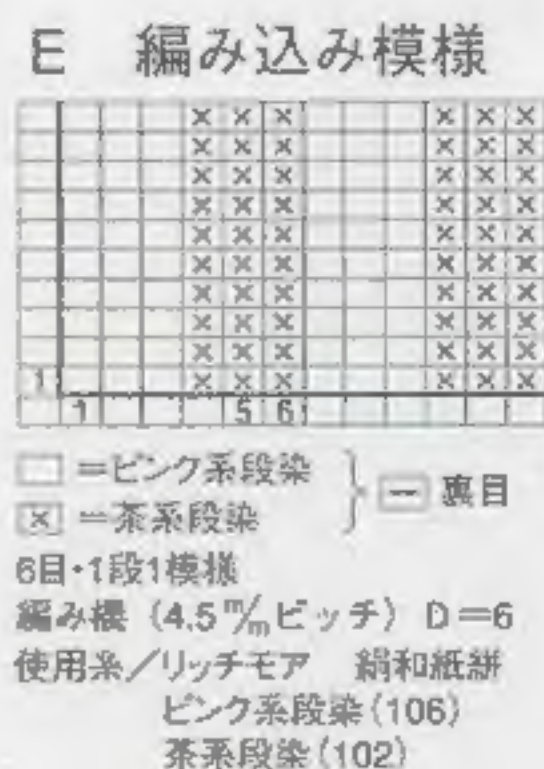 E 編み込み模様
× × × × × ×
× × × × × ×
× × × × × ×
× × × × × ×
× × × × × ×
× × × × × ×
× × × × × ×
× × × × × ×
× × × × × ×
1 × × × × × ×
1 5 6
□ =ピンク系段染
× =茶系段染 } − 裏目
6目・1段1模様
編み機 (4.5m/mピッチ) D=6
使用糸/リッチモア 絹和紙絣
ピンク系段染(106)
茶系段染(102)